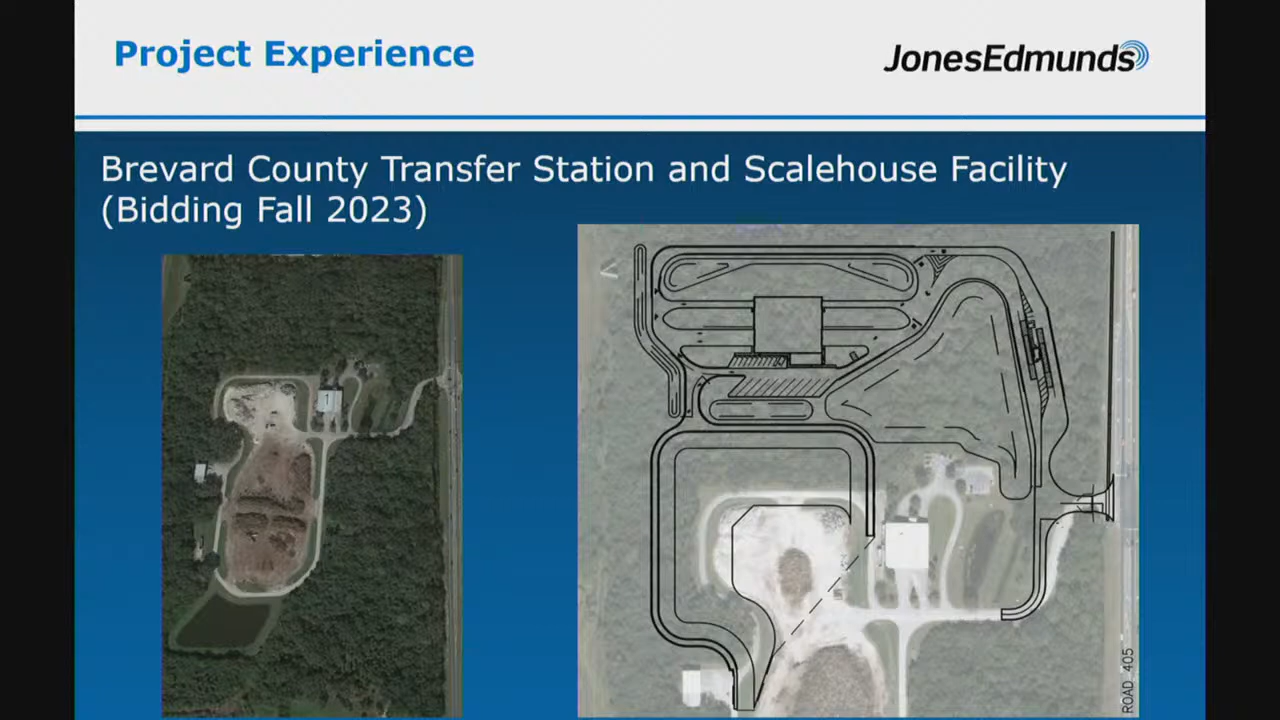 Project Experience
JonesEdmunds
Brevard County Transfer Station and Scalehouse Facility
(Bidding Fall 2023)
ROAD 405